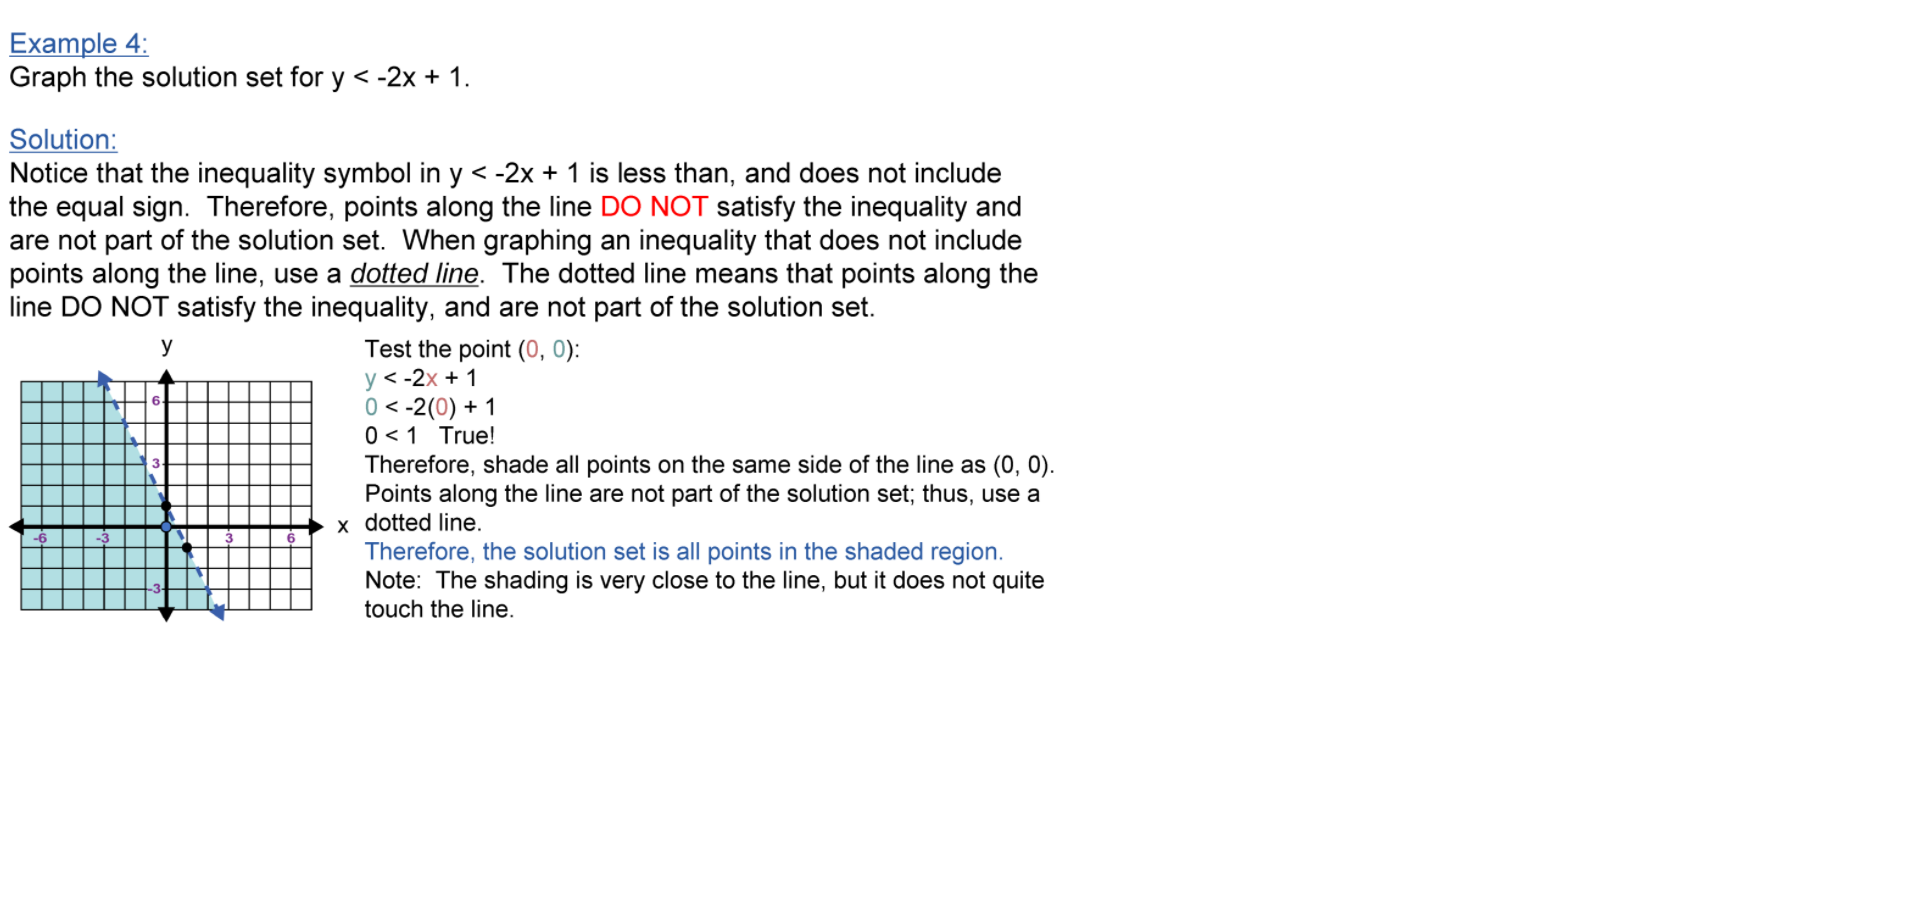 Example 4:
Graph the solution set for y < -2x + 1.
Solution:
Notice that the inequality symbol in y < -2x + 1 is less than, and does not include
the equal sign.  Therefore, points along the line DO NOT satisfy the inequality and
are not part of the solution set.  When graphing an inequality that does not include
points along the line, use a dotted line.  The dotted line means that points along the
line DO NOT satisfy the inequality, and are not part of the solution set.
y
6
3
-6 -3 3 6
x
-3
Test the point (0, 0):
y < -2x + 1
0 < -2(0) + 1
0 < 1   True!
Therefore, shade all points on the same side of the line as (0, 0).
Points along the line are not part of the solution set; thus, use a
dotted line.
Therefore, the solution set is all points in the shaded region.
Note:  The shading is very close to the line, but it does not quite
touch the line.